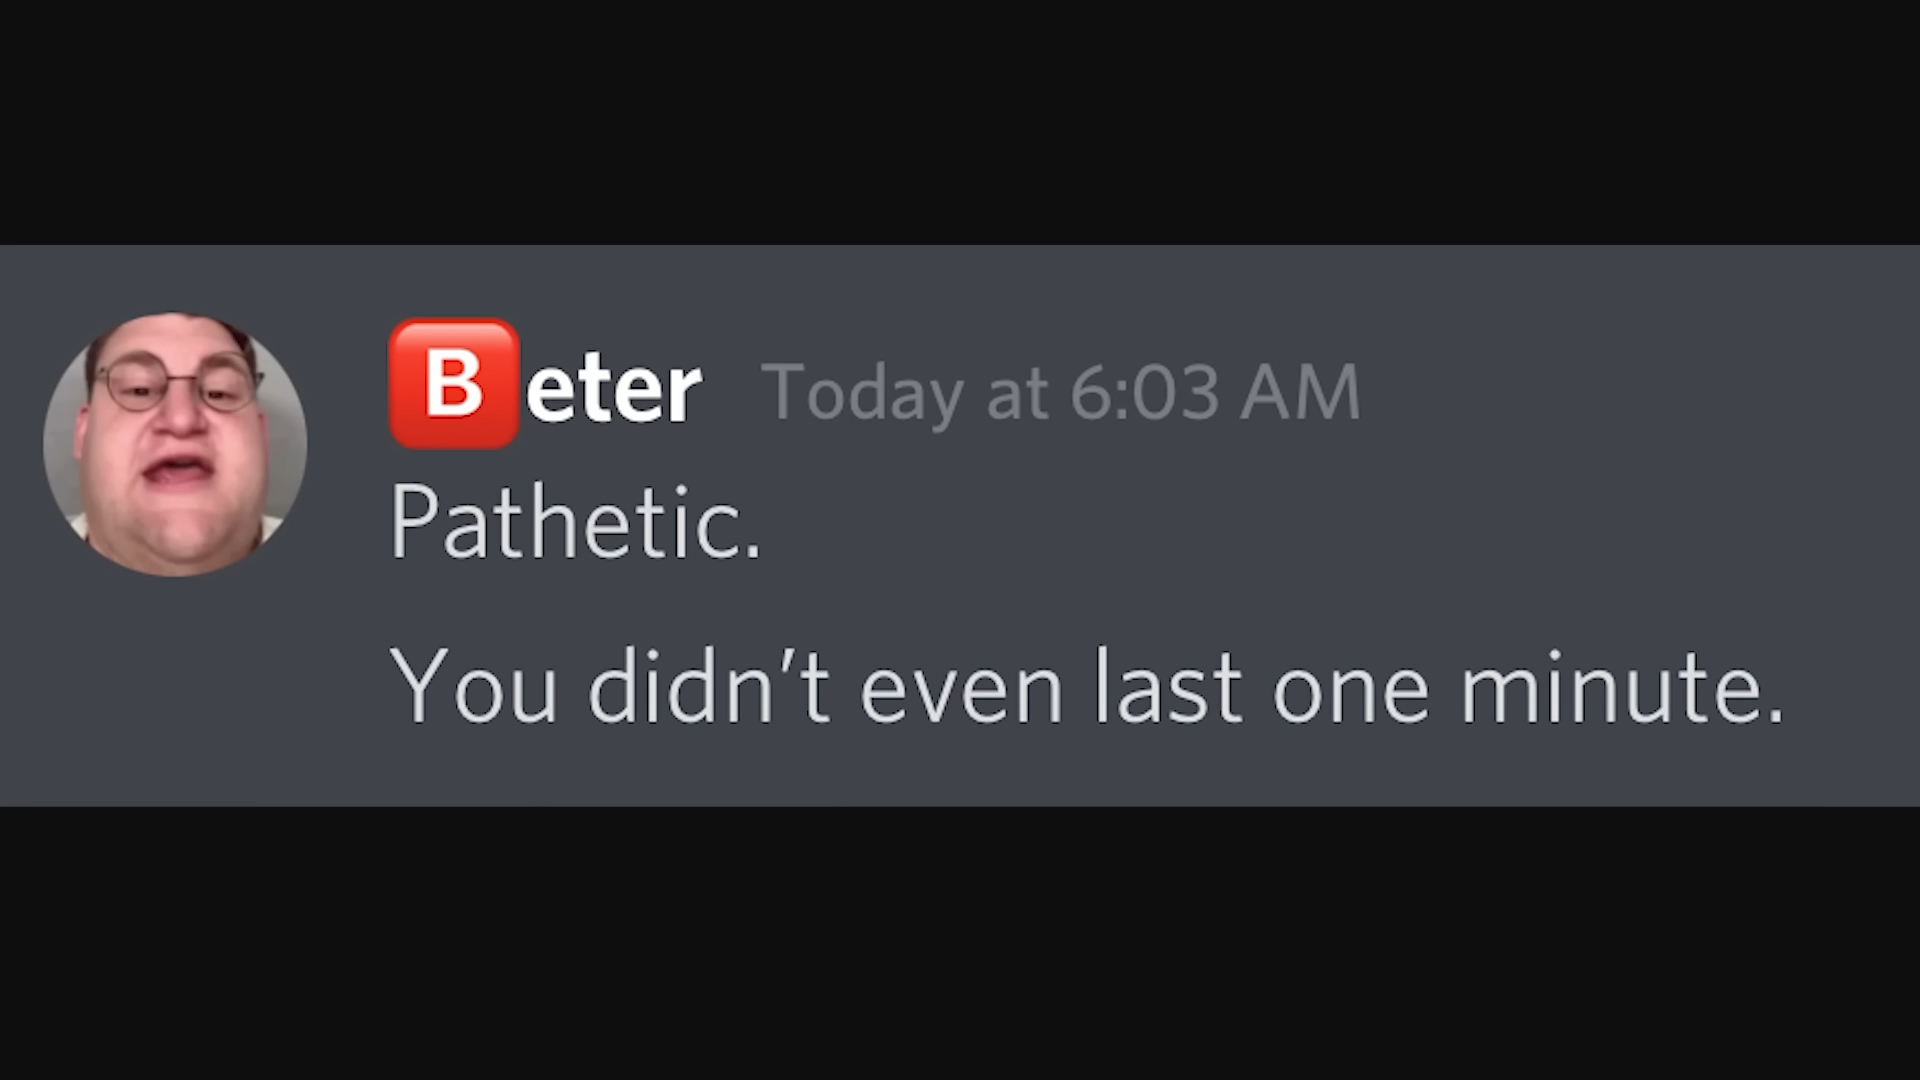 🅱️eter Today at 6:03 AM
Pathetic.
You didn't even last one minute.